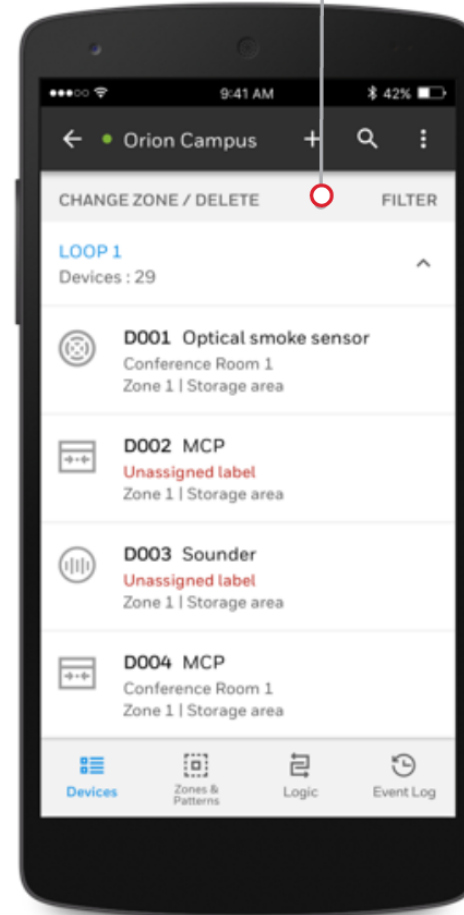 9:41 AM 42%
Orion Campus
CHANGE ZONE / DELETE FILTER
LOOP 1
Devices : 29
D001 Optical smoke sensor
Conference Room 1
Zone 1 | Storage area
D002 MCP
Unassigned label
Zone 1 | Storage area
D003 Sounder
Unassigned label
Zone 1 | Storage area
D004 MCP
Conference Room 1
Zone 1 | Storage area
Devices Zones & Patterns Logic Event Log